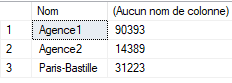 Nom (Aucun nom de colonne)
1 Agence1 90393
2 Agence2 14389
3 Paris-Bastille 31223